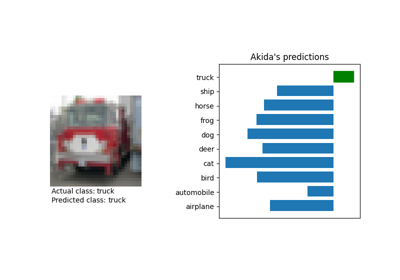 Akida's predictions
truck
ship
horse
frog
dog
deer
cat
bird
automobile
airplane
Actual class: truck
Predicted class: truck